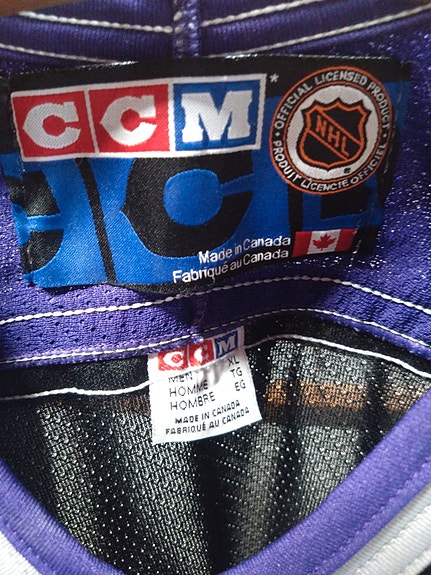 CCM*
OFFICIAL LICENSED PRODUCT
NHL
PRODUIT LICENCIÉ OFFICIEL
CC
Made in Canada
Fabriqué au Canada
CCM
MEN XL
HOMME TG
HOMBRE EG
MADE IN CANADA
FABRIQUÉ AU CANADA